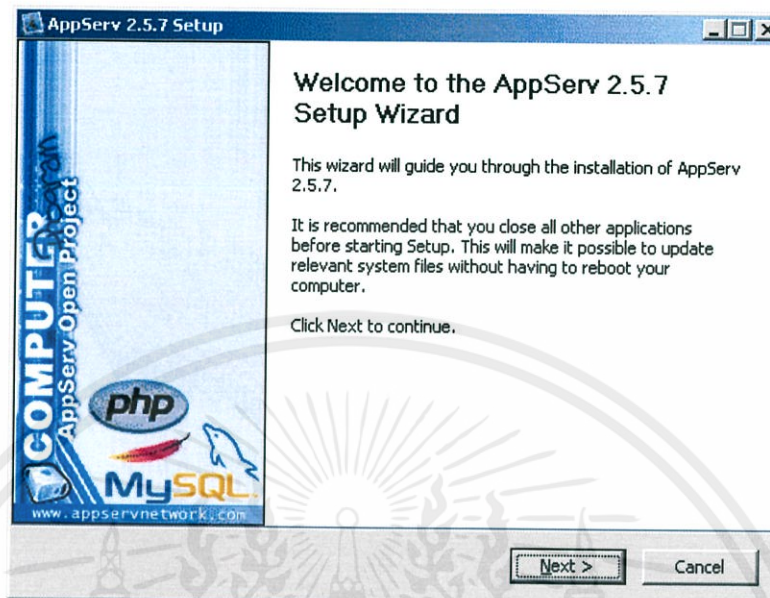 AppServ 2.5.7 Setup
Welcome to the AppServ 2.5.7
Setup Wizard
This wizard will guide you through the installation of AppServ
2.5.7.
It is recommended that you close all other applications
before starting Setup. This will make it possible to update
relevant system files without having to reboot your
computer.
Click Next to continue.
COMPUTER
Program
AppServ Open Project
php
MySQL
www.appservnetwork.com
Next >
Cancel